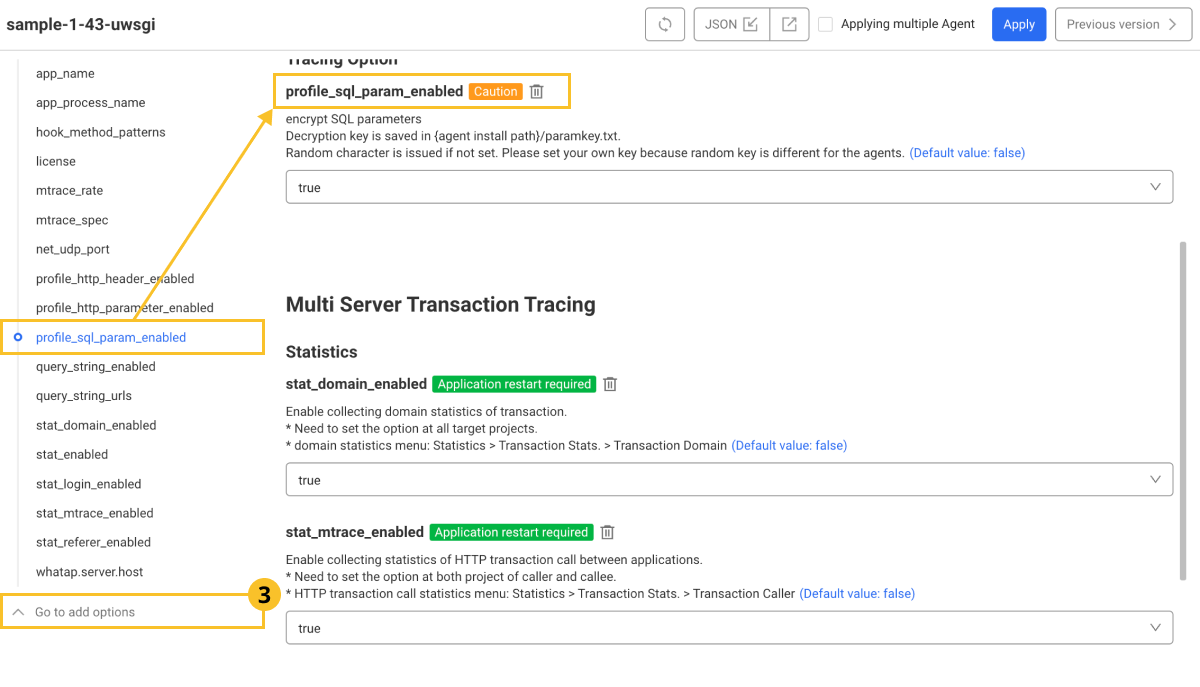 sample-1-43-uwsgi
JSON
Applying multiple Agent
Apply
Previous version
app_name
app_process_name
hook_method_patterns
license
mtrace_rate
mtrace_spec
net_udp_port
profile_http_header_enabled
profile_http_parameter_enabled
profile_sql_param_enabled
query_string_enabled
query_string_urls
stat_domain_enabled
stat_enabled
stat_login_enabled
stat_mtrace_enabled
stat_referer_enabled
whatap.server.host
Go to add options
3
Tracing Option
profile_sql_param_enabled Caution
encrypt SQL parameters
Decryption key is saved in {agent install path}/paramkey.txt.
Random character is issued if not set. Please set your own key because random key is different for the agents. (Default value: false)
true
Multi Server Transaction Tracing
Statistics
stat_domain_enabled Application restart required
Enable collecting domain statistics of transaction.
* Need to set the option at all target projects.
* domain statistics menu: Statistics > Transaction Stats. > Transaction Domain (Default value: false)
true
stat_mtrace_enabled Application restart required
Enable collecting statistics of HTTP transaction call between applications.
* Need to set the option at both project of caller and callee.
* HTTP transaction call statistics menu: Statistics > Transaction Stats. > Transaction Caller (Default value: false)
true